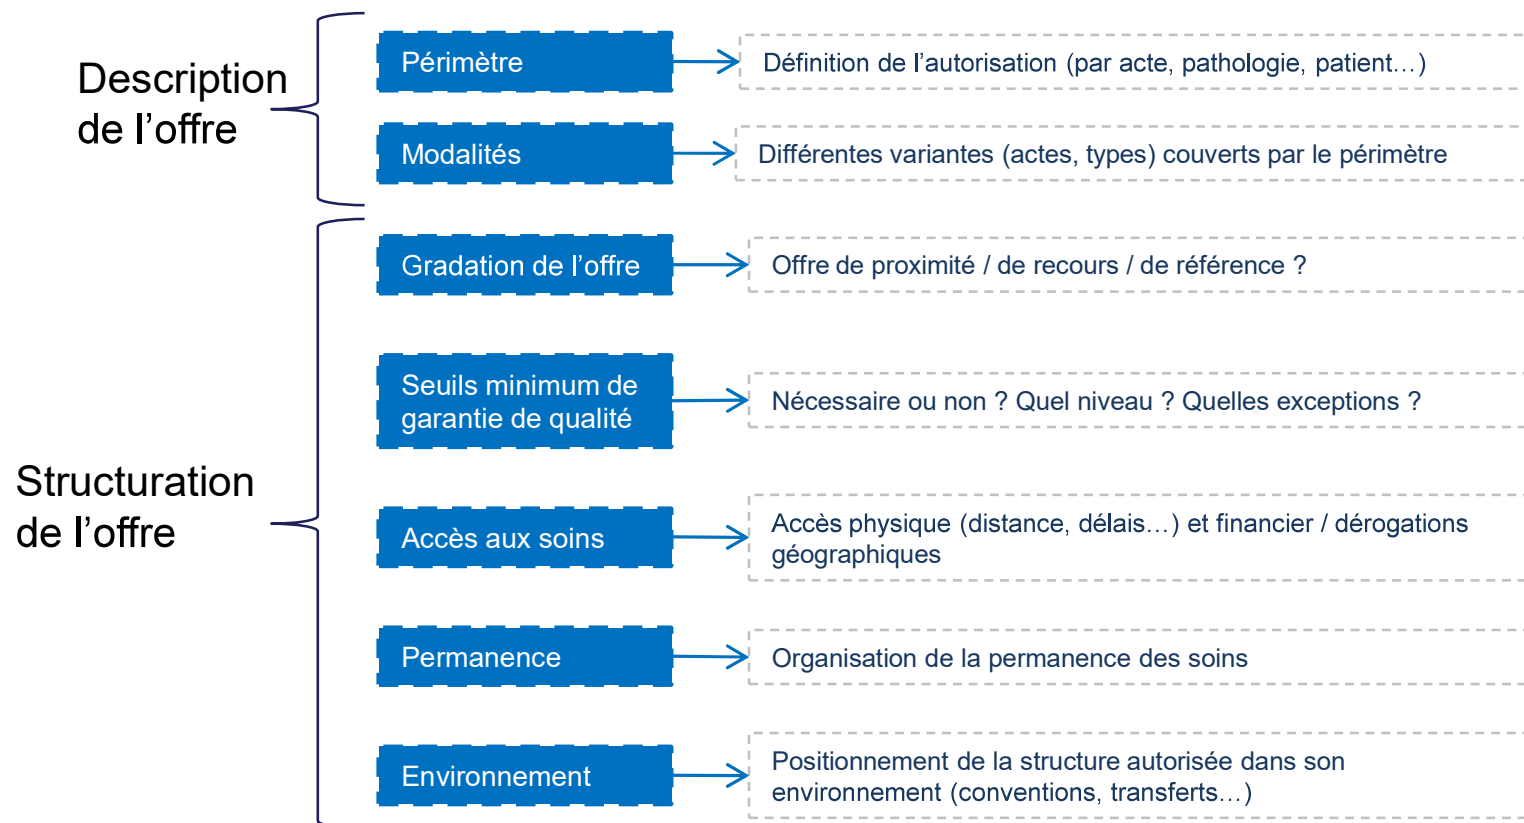 Description
de l’offre
Périmètre
Définition de l’autorisation (par acte, pathologie, patient…)
Modalités
Différentes variantes (actes, types) couverts par le périmètre
Structuration
de l’offre
Gradation de l’offre
Offre de proximité / de recours / de référence ?
Seuils minimum de
garantie de qualité
Nécessaire ou non ? Quel niveau ? Quelles exceptions ?
Accès aux soins
Accès physique (distance, délais…) et financier / dérogations
géographiques
Permanence
Organisation de la permanence des soins
Environnement
Positionnement de la structure autorisée dans son
environnement (conventions, transferts…)